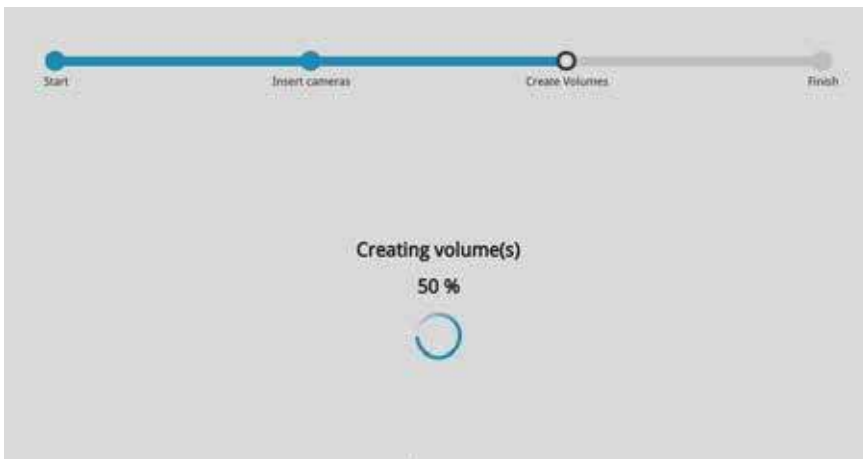 Start
Insert cameras
Create Volumes
Finish
Creating volume(s)
50 %